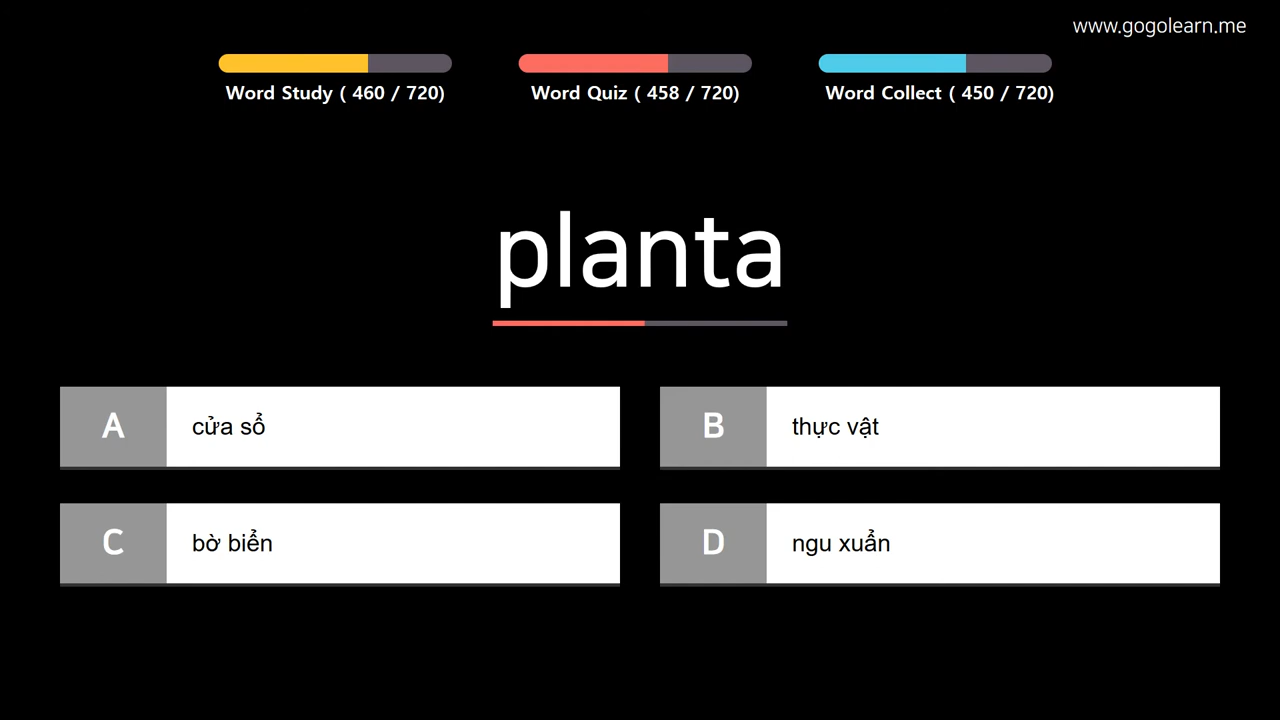 www.gogolearn.me
Word Study ( 460 / 720)
Word Quiz ( 458 / 720)
Word Collect ( 450 / 720)
planta
A cửa sổ
B thực vật
C bờ biển
D ngu xuẩn